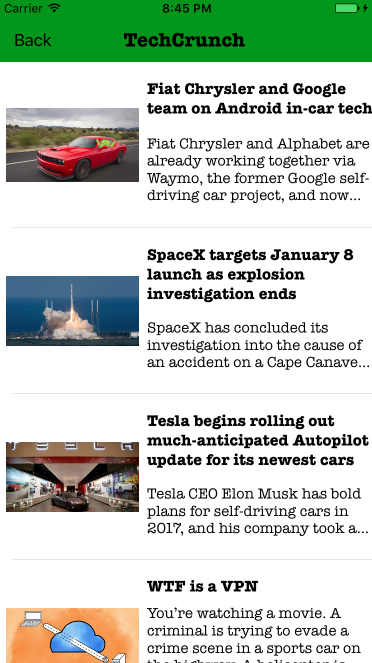 Carrier 8:45 PM
Back TechCrunch
Fiat Chrysler and Google
team on Android in-car tech
Fiat Chrysler and Alphabet are
already working together via
Waymo, the former Google self-
driving car project, and now...
SpaceX targets January 8
launch as explosion
investigation ends
SpaceX has concluded its
investigation into the cause of
an accident on a Cape Canave...
Tesla begins rolling out
much-anticipated Autopilot
update for its newest cars
Tesla CEO Elon Musk has bold
plans for self-driving cars in
2017, and his company took a...
WTF is a VPN
You're watching a movie. A
criminal is trying to evade a
crime scene in a sports car on